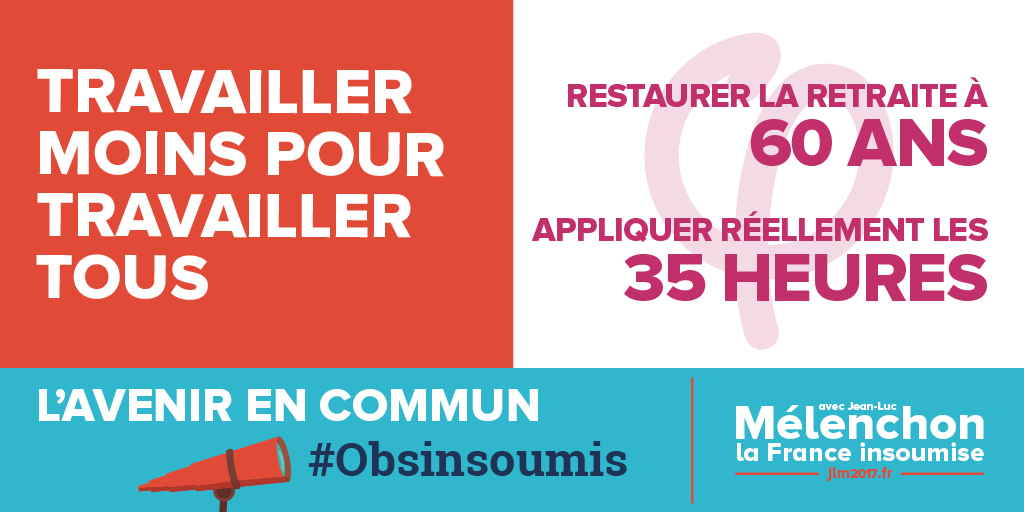 TRAVAILLER
MOINS POUR
TRAVAILLER
TOUS
RESTAURER LA RETRAITE À
60 ANS
APPLIQUER RÉELLEMENT LES
35 HEURES
L'AVENIR EN COMMUN
#Obsinsoumis
avec Jean-Luc
Mélenchon
la France insoumise
jlm2017.fr